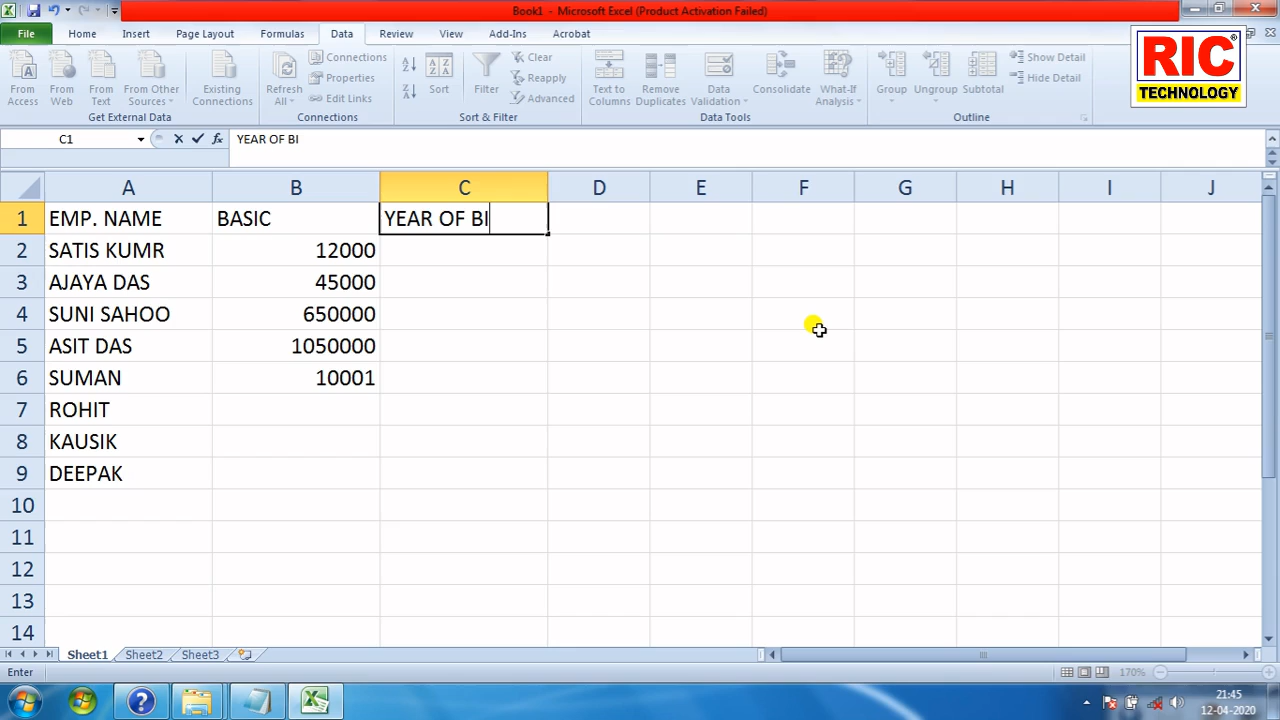 Book1 - Microsoft Excel (Product Activation Failed)
File Home Insert Page Layout Formulas Data Review View Add-Ins Acrobat
RIC
TECHNOLOGY
From Access
From Web
From Text
From Other Sources
Existing Connections
Get External Data
Refresh All
Connections
Properties
Edit Links
Connections
Sort
Filter
Clear
Reapply
Advanced
Sort & Filter
Text to Columns
Remove Duplicates
Data Validation
Consolidate
What-If Analysis
Data Tools
Group
Ungroup
Subtotal
Show Detail
Hide Detail
Outline
C1 fx YEAR OF BI
A B C D E F G H I J
1 EMP. NAME BASIC YEAR OF BI
2 SATIS KUMR 12000
3 AJAYA DAS 45000
4 SUNI SAHOO 650000
5 ASIT DAS 1050000
6 SUMAN 10001
7 ROHIT
8 KAUSIK
9 DEEPAK
10
11
12
13
14
Sheet1 Sheet2 Sheet3
Enter 170%
21:45
12-04-2020